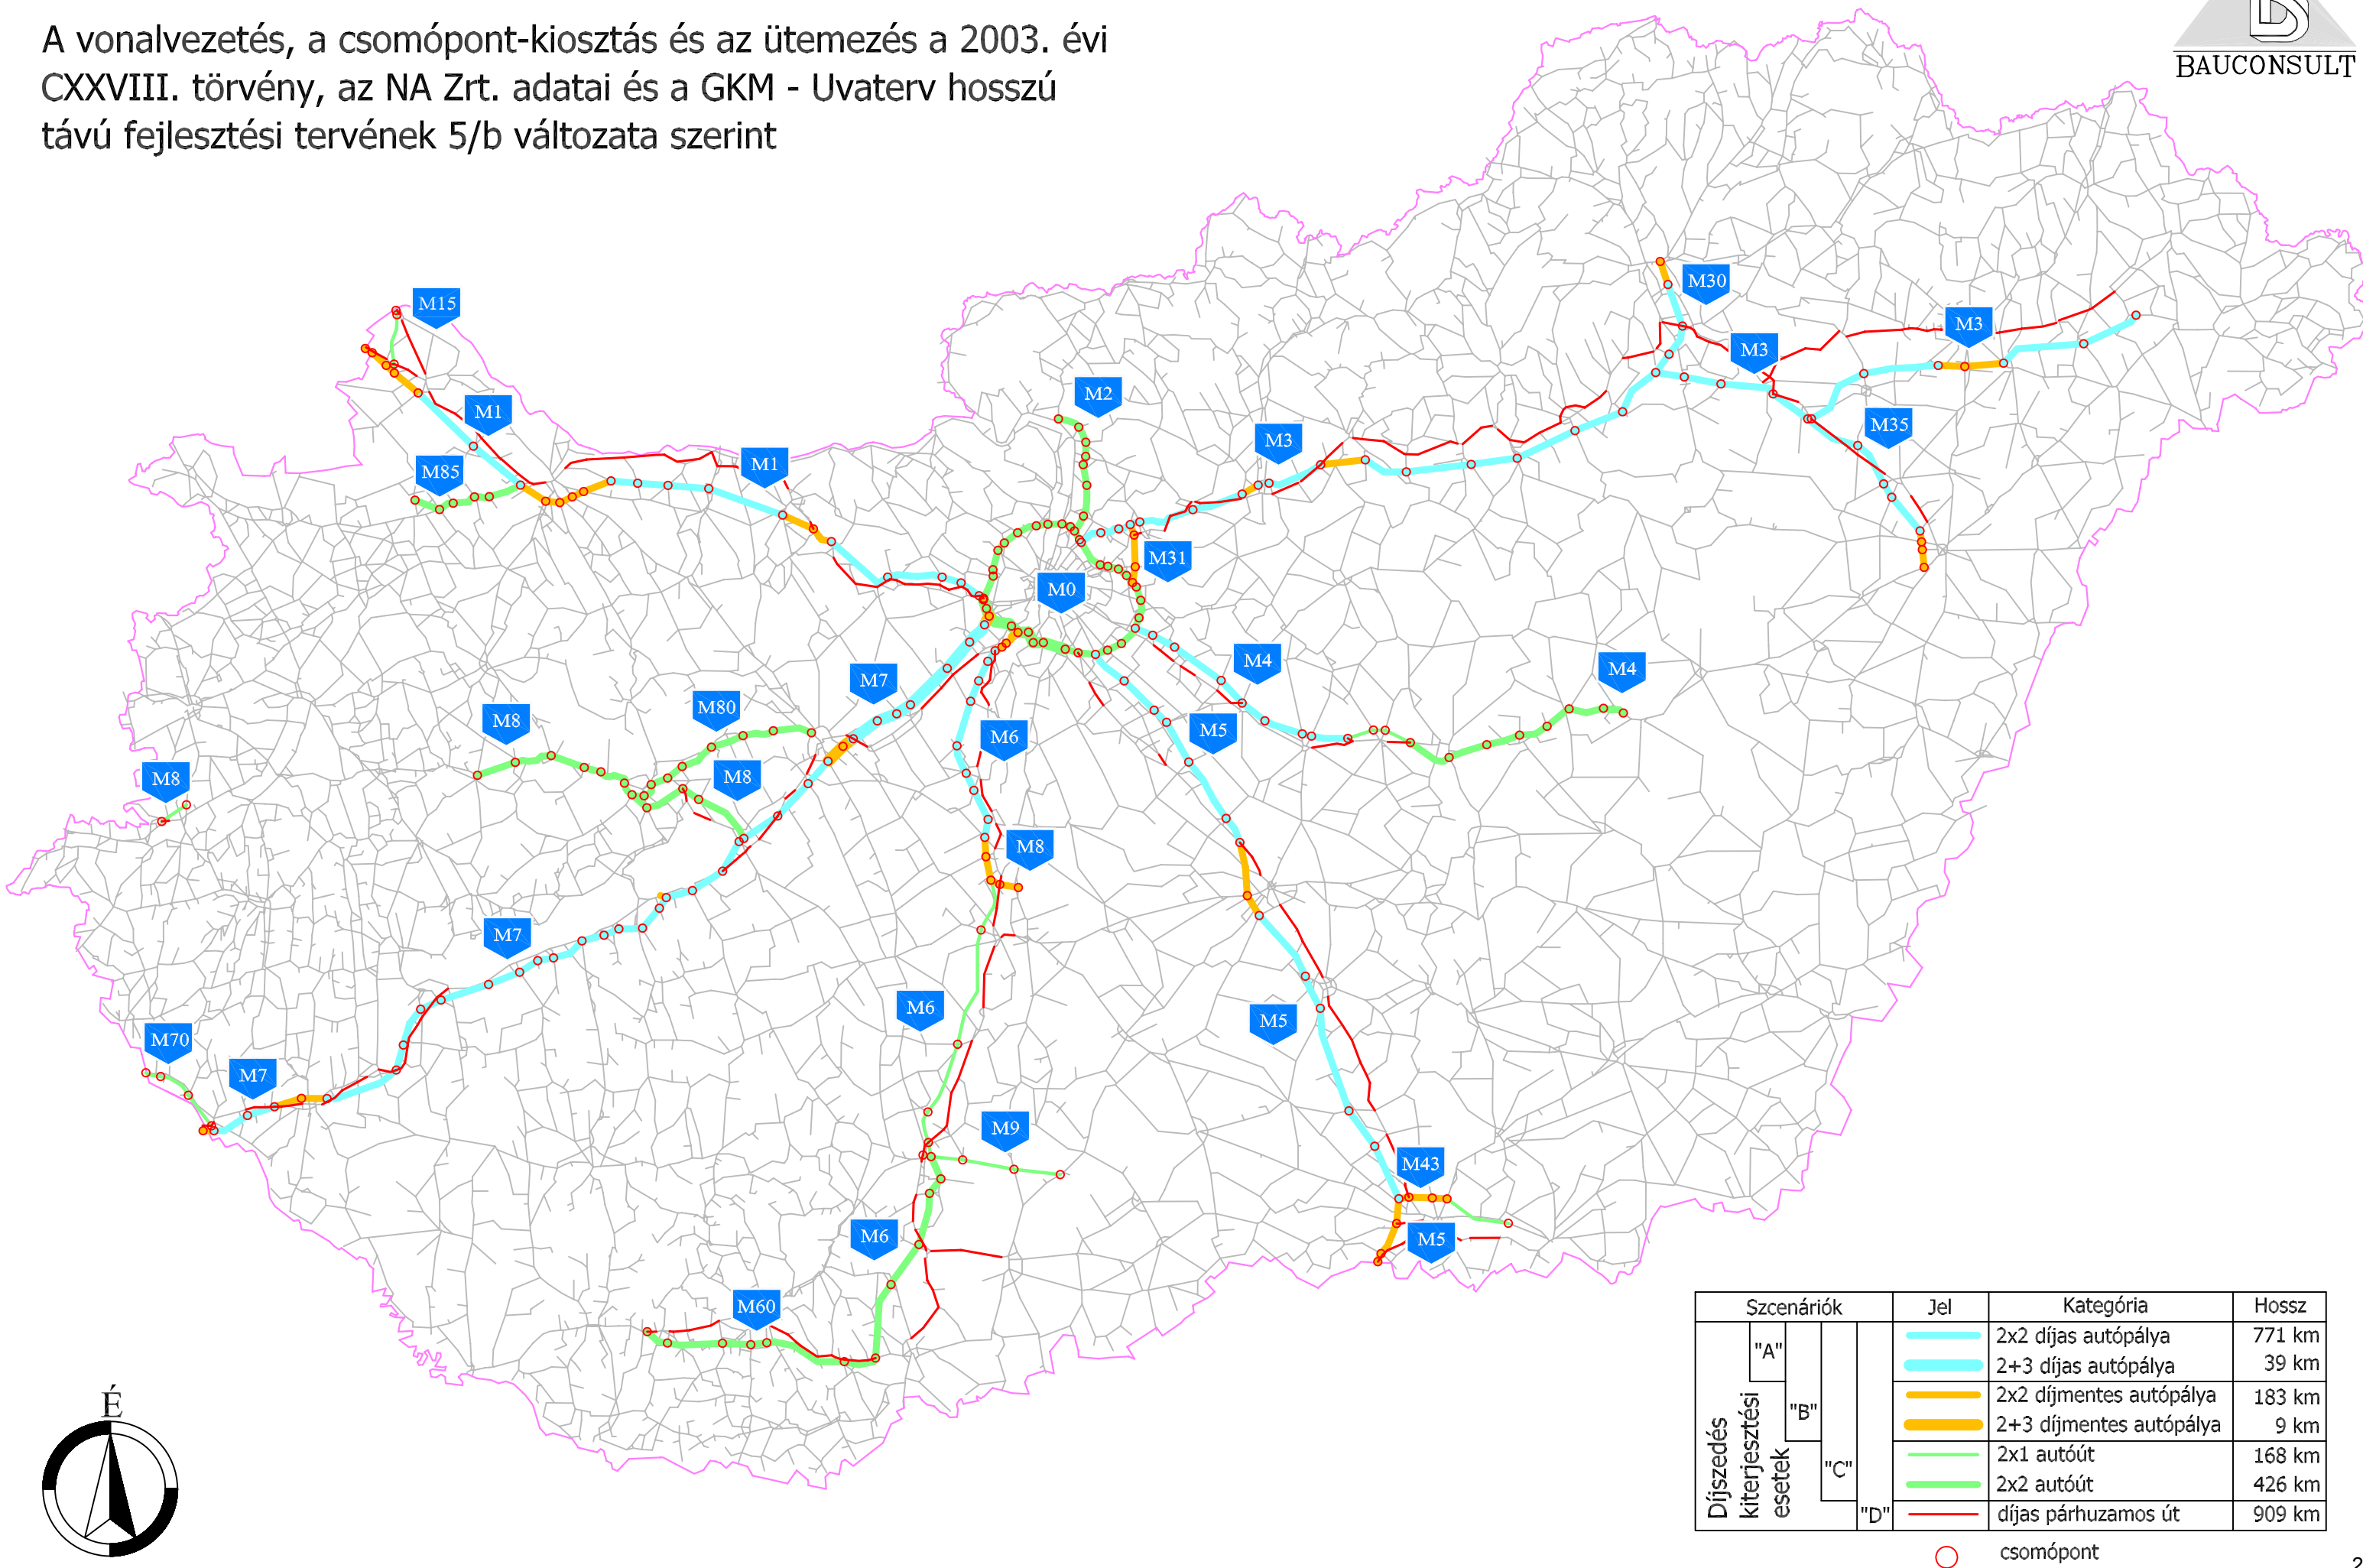 A vonalvezetés, a csomópont-kiosztás és az ütemezés a 2003. évi
CXXVIII. törvény, az NA Zrt. adatai és a GKM - Uvaterv hosszú
távú fejlesztési tervének 5/b változata szerint
BAUCONSULT
M15
M30
M3
M3
M2
M1
M85
M1
M3
M35
M31
M0
M4
M4
M7
M80
M8
M6
M5
M8
M8
M8
M7
M6
M5
M70
M7
M9
M43
M6
M5
M60
É
Szcenáriók Jel Kategória Hossz
Díjszedés
kiterjesztési
esetek
"A"
"B"
"C"
"D"
2x2 díjas autópálya 771 km
2+3 díjas autópálya 39 km
2x2 díjmentes autópálya 183 km
2+3 díjmentes autópálya 9 km
2x1 autóút 168 km
2x2 autóút 426 km
díjas párhuzamos út 909 km
csomópont
2